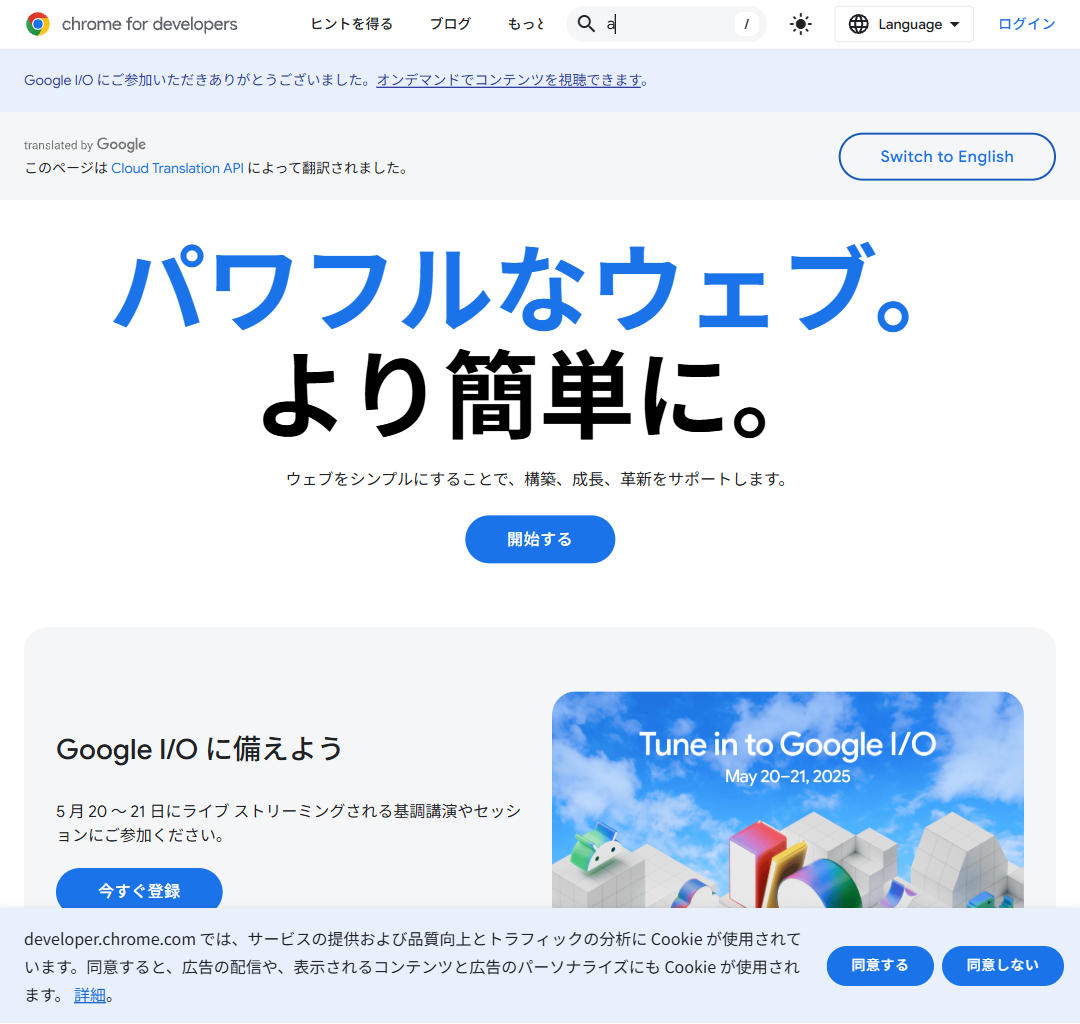 chrome for developers
ヒントを得る
ブログ
もっと
a
/
Language
ログイン
Google I/O にご参加いただきありがとうございました。オンデマンドでコンテンツを視聴できます。
translated by Google
このページは Cloud Translation API によって翻訳されました。
Switch to English
パワフルなウェブ。
より簡単に。
ウェブをシンプルにすることで、構築、成長、革新をサポートします。
開始する
Google I/O に備えよう
5 月 20 ～ 21 日にライブ ストリーミングされる基調講演やセッシ
ョンにご参加ください。
今すぐ登録
Tune in to Google I/O
May 20–21, 2025
developer.chrome.com では、サービスの提供および品質向上とトラフィックの分析に Cookie が使用されて
います。同意すると、広告の配信や、表示されるコンテンツと広告のパーソナライズにも Cookie が使用され
ます。 詳細。
同意する
同意しない